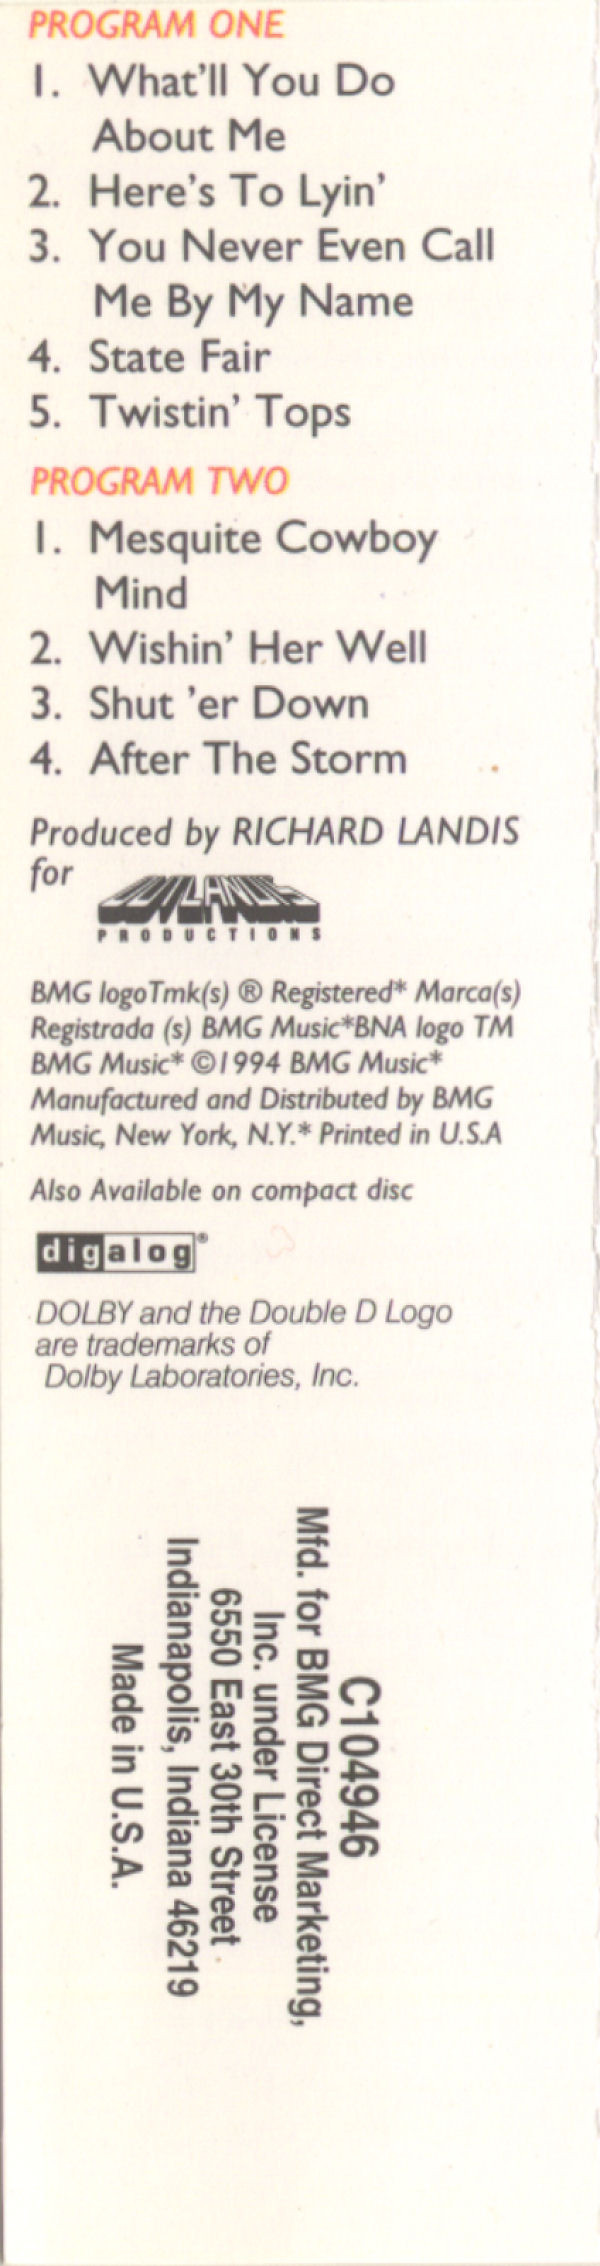 PROGRAM ONE
1. What'll You Do
About Me
2. Here's To Lyin'
3. You Never Even Call
Me By My Name
4. State Fair
5. Twistin' Tops
PROGRAM TWO
1. Mesquite Cowboy
Mind
2. Wishin' Her Well
3. Shut 'er Down
4. After The Storm
Produced by RICHARD LANDIS
for
OUTLANDIS
PRODUCTIONS
BMG logoTmk(s) ® Registered* Marca(s)
Registrada (s) BMG Music*BNA logo TM
BMG Music* ©1994 BMG Music*
Manufactured and Distributed by BMG
Music, New York, N.Y.* Printed in U.S.A
Also Available on compact disc
digalog®
DOLBY and the Double D Logo
are trademarks of
Dolby Laboratories, Inc.
C104946
Mfd. for BMG Direct Marketing,
Inc. under License
6550 East 30th Street
Indianapolis, Indiana 46219
Made in U.S.A.